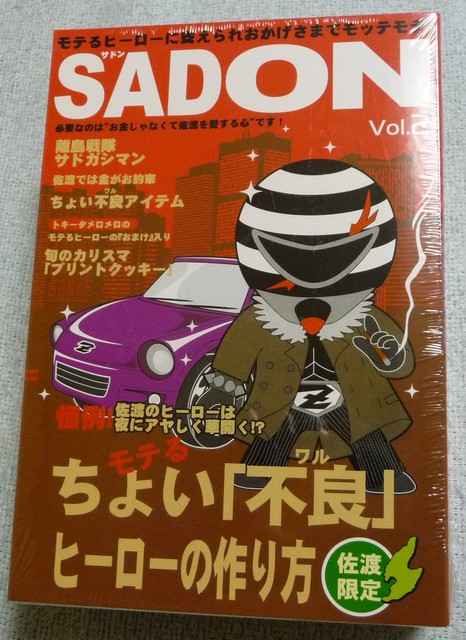 モテるヒーローに支えられおかげさまでモッテモテ
サドン
SADON
Vol.2
必要なのは"お金じゃなくて佐渡を愛する心"です!
離島戦隊
サドガシマン
佐渡では金がお約束
ワル
ちょい不良アイテム
トキータメロメロの
モテるヒーローの『おまけ』入り
旬のカリスマ
「プリントクッキー」
Z
Z
怪例!!佐渡のヒーローは
夜にアヤしく華開く!?
モテる
ワル
ちょい「不良」
ヒーローの作り方
佐渡
限定